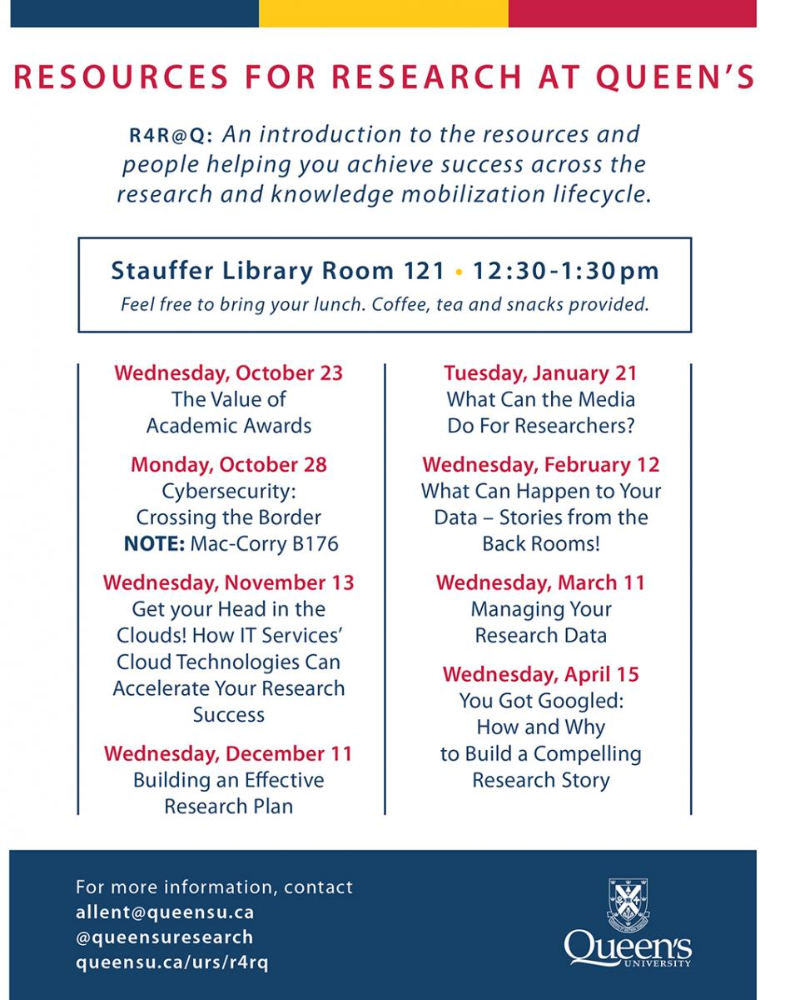 RESOURCES FOR RESEARCH AT QUEEN'S
R4R@Q: An introduction to the resources and
people helping you achieve success across the
research and knowledge mobilization lifecycle.
Stauffer Library Room 121 • 12:30-1:30pm
Feel free to bring your lunch. Coffee, tea and snacks provided.
Wednesday, October 23
The Value of
Academic Awards
Monday, October 28
Cybersecurity:
Crossing the Border
NOTE: Mac-Corry B176
Wednesday, November 13
Get your Head in the
Clouds! How IT Services'
Cloud Technologies Can
Accelerate Your Research
Success
Wednesday, December 11
Building an Effective
Research Plan
Tuesday, January 21
What Can the Media
Do For Researchers?
Wednesday, February 12
What Can Happen to Your
Data – Stories from the
Back Rooms!
Wednesday, March 11
Managing Your
Research Data
Wednesday, April 15
You Got Googled:
How and Why
to Build a Compelling
Research Story
For more information, contact
allent@queensu.ca
@queensuresearch
queensu.ca/urs/r4rq
Queen's
UNIVERSITY